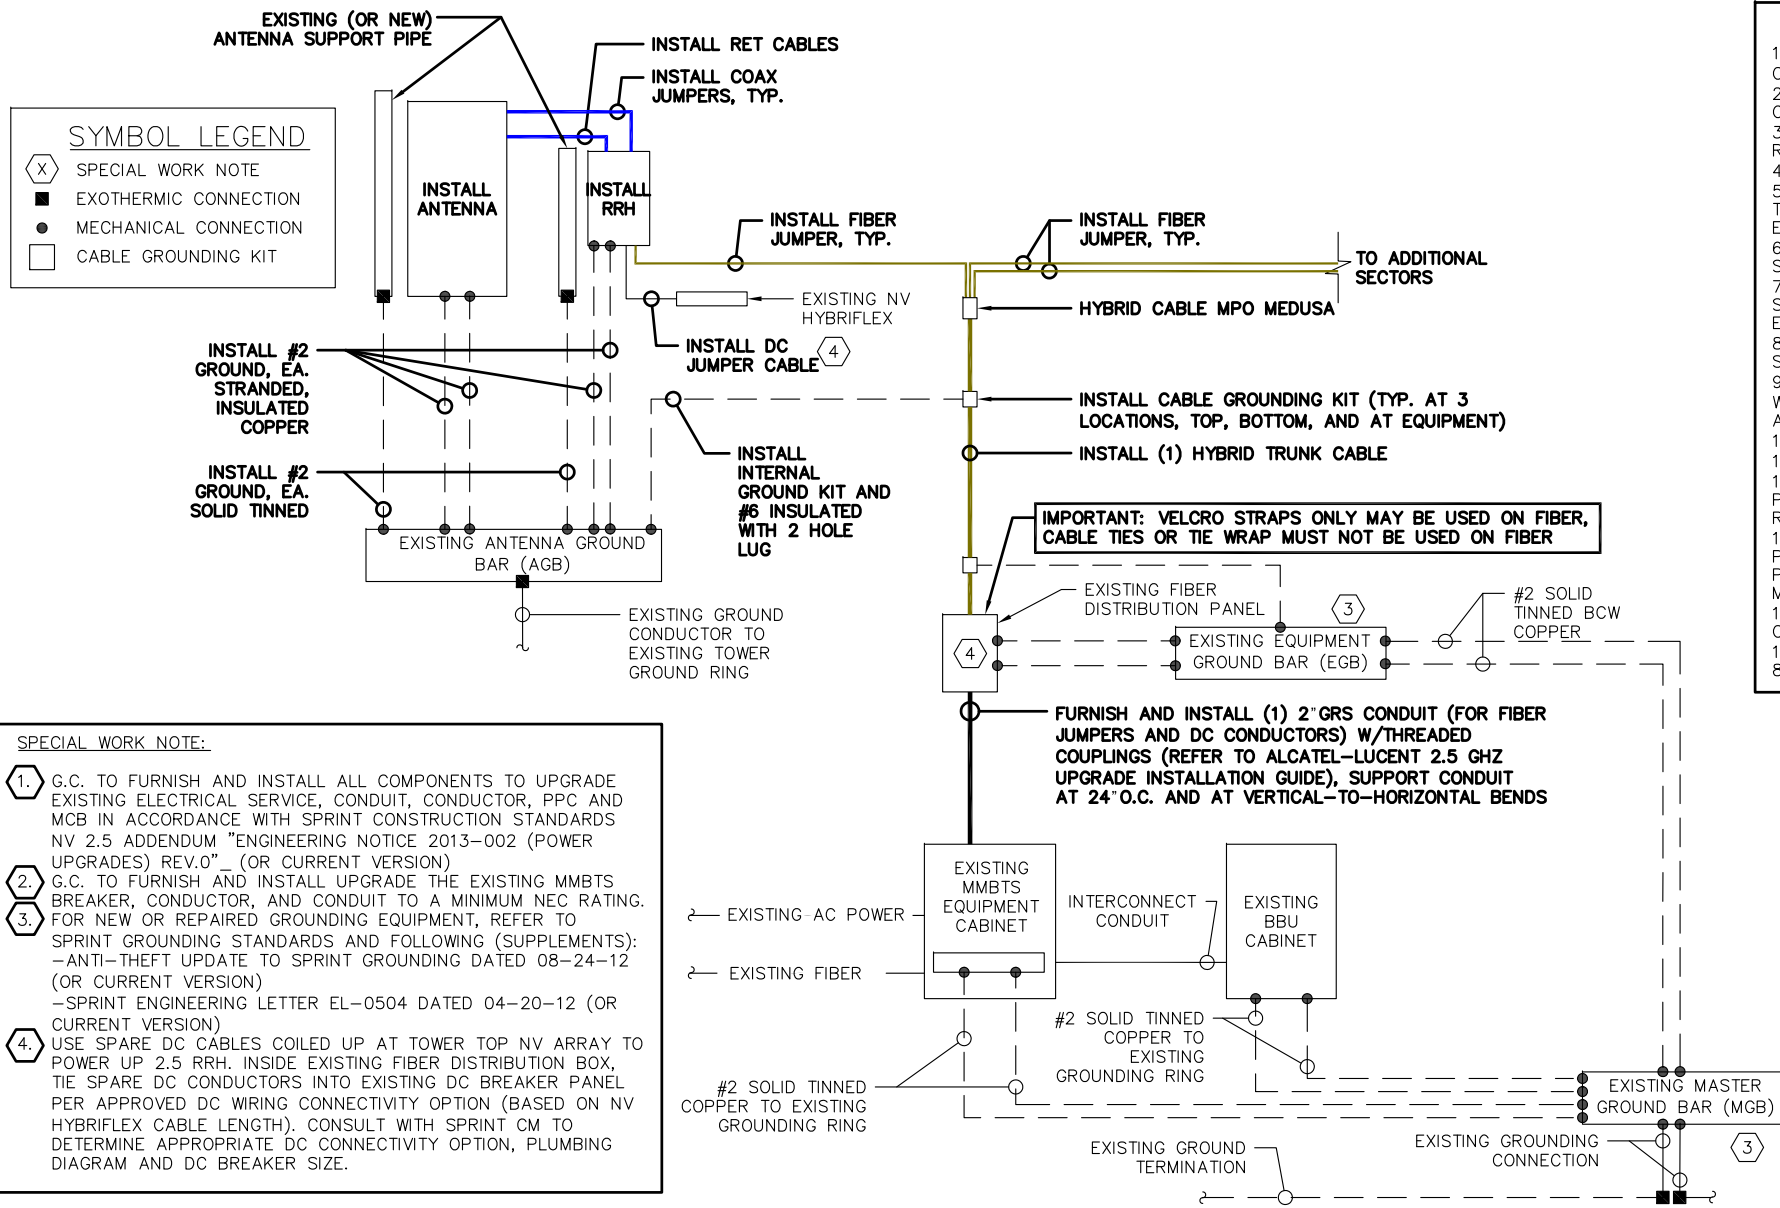 EXISTING (OR NEW)
ANTENNA SUPPORT PIPE
INSTALL RET CABLES
INSTALL COAX
JUMPERS, TYP.
SYMBOL LEGEND
X SPECIAL WORK NOTE
EXOTHERMIC CONNECTION
MECHANICAL CONNECTION
CABLE GROUNDING KIT
INSTALL
ANTENNA
INSTALL
RRH
INSTALL FIBER
JUMPER, TYP.
INSTALL FIBER
JUMPER, TYP.
TO ADDITIONAL
SECTORS
EXISTING NV
HYBRIFLEX
HYBRID CABLE MPO MEDUSA
INSTALL DC
JUMPER CABLE
4
INSTALL #2
GROUND, EA.
STRANDED,
INSULATED
COPPER
INSTALL CABLE GROUNDING KIT (TYP. AT 3
LOCATIONS, TOP, BOTTOM, AND AT EQUIPMENT)
INSTALL (1) HYBRID TRUNK CABLE
INSTALL
INTERNAL
GROUND KIT AND
#6 INSULATED
WITH 2 HOLE
LUG
INSTALL #2
GROUND, EA.
SOLID TINNED
IMPORTANT: VELCRO STRAPS ONLY MAY BE USED ON FIBER,
CABLE TIES OR TIE WRAP MUST NOT BE USED ON FIBER
EXISTING ANTENNA GROUND
BAR (AGB)
EXISTING GROUND
CONDUCTOR TO
EXISTING TOWER
GROUND RING
EXISTING FIBER
DISTRIBUTION PANEL
3
#2 SOLID
TINNED BCW
COPPER
4
EXISTING EQUIPMENT
GROUND BAR (EGB)
FURNISH AND INSTALL (1) 2"GRS CONDUIT (FOR FIBER
JUMPERS AND DC CONDUCTORS) W/THREADED
COUPLINGS (REFER TO ALCATEL-LUCENT 2.5 GHZ
UPGRADE INSTALLATION GUIDE), SUPPORT CONDUIT
AT 24"O.C. AND AT VERTICAL-TO-HORIZONTAL BENDS
SPECIAL WORK NOTE:
1. G.C. TO FURNISH AND INSTALL ALL COMPONENTS TO UPGRADE
EXISTING ELECTRICAL SERVICE, CONDUIT, CONDUCTOR, PPC AND
MCB IN ACCORDANCE WITH SPRINT CONSTRUCTION STANDARDS
NV 2.5 ADDENDUM "ENGINEERING NOTICE 2013-002 (POWER
UPGRADES) REV.0"_ (OR CURRENT VERSION)
2. G.C. TO FURNISH AND INSTALL UPGRADE THE EXISTING MMBTS
BREAKER, CONDUCTOR, AND CONDUIT TO A MINIMUM NEC RATING.
3. FOR NEW OR REPAIRED GROUNDING EQUIPMENT, REFER TO
SPRINT GROUNDING STANDARDS AND FOLLOWING (SUPPLEMENTS):
-ANTI-THEFT UPDATE TO SPRINT GROUNDING DATED 08-24-12
(OR CURRENT VERSION)
-SPRINT ENGINEERING LETTER EL-0504 DATED 04-20-12 (OR
CURRENT VERSION)
4. USE SPARE DC CABLES COILED UP AT TOWER TOP NV ARRAY TO
POWER UP 2.5 RRH. INSIDE EXISTING FIBER DISTRIBUTION BOX,
TIE SPARE DC CONDUCTORS INTO EXISTING DC BREAKER PANEL
PER APPROVED DC WIRING CONNECTIVITY OPTION (BASED ON NV
HYBRIFLEX CABLE LENGTH). CONSULT WITH SPRINT CM TO
DETERMINE APPROPRIATE DC CONNECTIVITY OPTION, PLUMBING
DIAGRAM AND DC BREAKER SIZE.
EXISTING
MMBTS
EQUIPMENT
CABINET
EXISTING AC POWER
EXISTING FIBER
INTERCONNECT
CONDUIT
EXISTING
BBU
CABINET
#2 SOLID TINNED
COPPER TO
EXISTING
GROUNDING RING
#2 SOLID TINNED
COPPER TO EXISTING
GROUNDING RING
EXISTING MASTER
GROUND BAR (MGB)
EXISTING GROUND
TERMINATION
EXISTING GROUNDING
CONNECTION
3